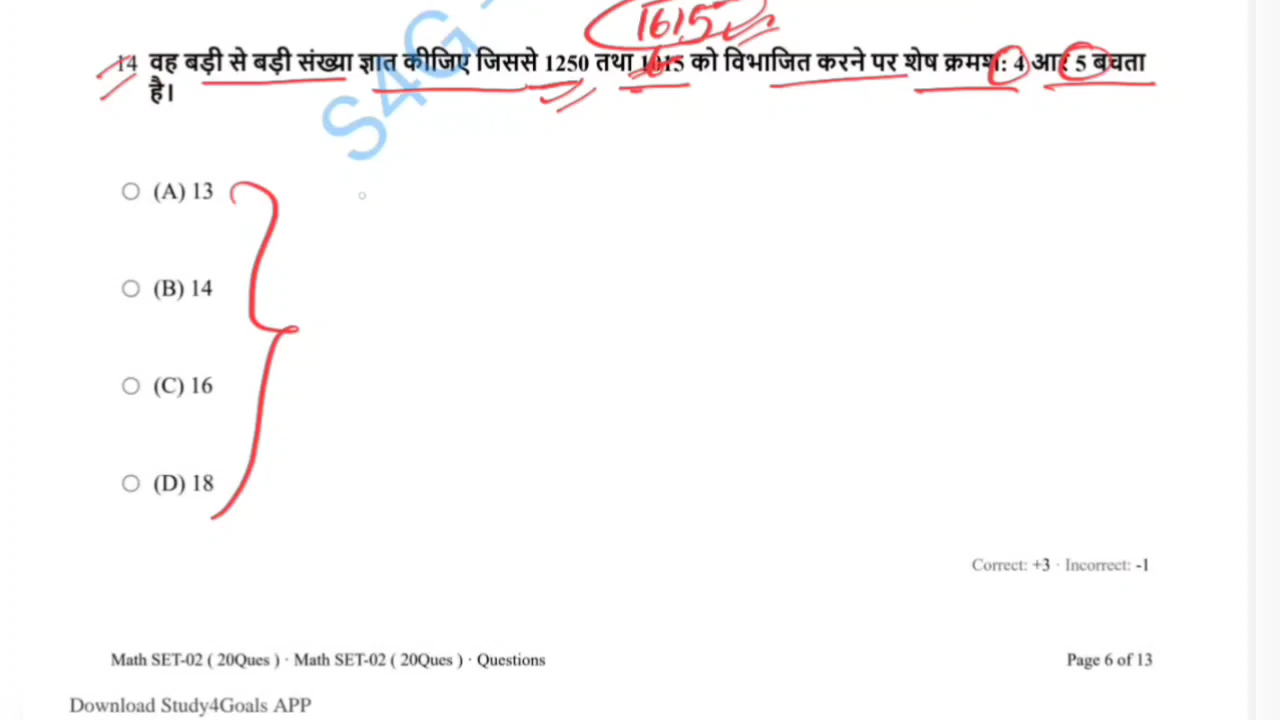 1615
14 वह बड़ी से बड़ी संख्या ज्ञात कीजिए जिससे 1250 तथा को विभाजित करने पर शेष क्रमश: 4 और 5 बचता
है।
S4G
(A) 13
(B) 14
(C) 16
(D) 18
Correct: +3 · Incorrect: -1
Math SET-02 ( 20Ques ) · Math SET-02 ( 20Ques ) · Questions
Page 6 of 13
Download Study4Goals APP